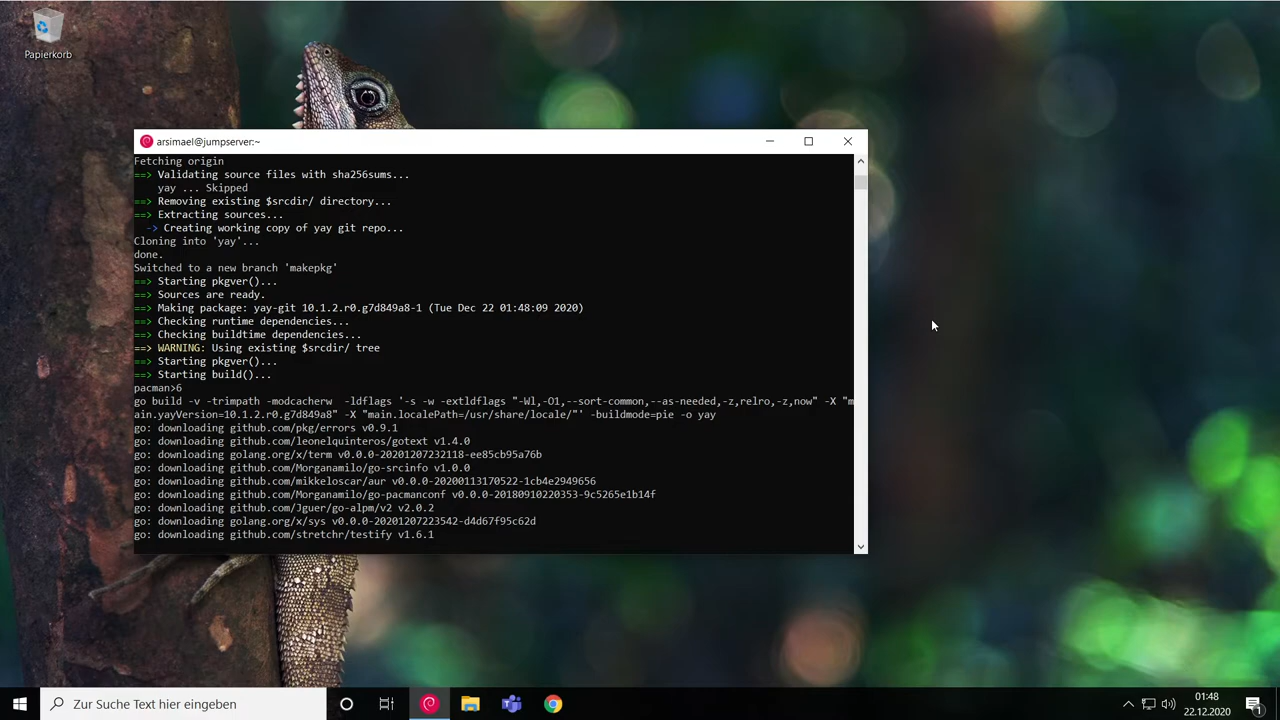 Papierkorb
arsimael@jumpserver:~
Fetching origin
==> Validating source files with sha256sums...
yay ... Skipped
==> Removing existing $srcdir/ directory...
==> Extracting sources...
-> Creating working copy of yay git repo...
Cloning into 'yay'...
done.
Switched to a new branch 'makepkg'
==> Starting pkgver()...
==> Sources are ready.
==> Making package: yay-git 10.1.2.r0.g7d849a8-1 (Tue Dec 22 01:48:09 2020)
==> Checking runtime dependencies...
==> Checking buildtime dependencies...
==> WARNING: Using existing $srcdir/ tree
==> Starting pkgver()...
==> Starting build()...
pacman>6
go build -v -trimpath -modcacherw  -ldflags '-s -w -extldflags "-Wl,-O1,--sort-common,--as-needed,-z,relro,-z,now" -X "m
ain.yayVersion=10.1.2.r0.g7d849a8" -X "main.localePath=/usr/share/locale/"' -buildmode=pie -o yay
go: downloading github.com/pkg/errors v0.9.1
go: downloading github.com/leonelquinteros/gotext v1.4.0
go: downloading golang.org/x/term v0.0.0-20201207232118-ee85cb95a76b
go: downloading github.com/Morganamilo/go-srcinfo v1.0.0
go: downloading github.com/mikkeloscar/aur v0.0.0-20200113170522-1cb4e2949656
go: downloading github.com/Morganamilo/go-pacmanconf v0.0.0-20180910220353-9c5265e1b14f
go: downloading github.com/Jguer/go-alpm/v2 v2.0.2
go: downloading golang.org/x/sys v0.0.0-20201207223542-d4d67f95c62d
go: downloading github.com/stretchr/testify v1.6.1
Zur Suche Text hier eingeben
01:48
22.12.2020
1